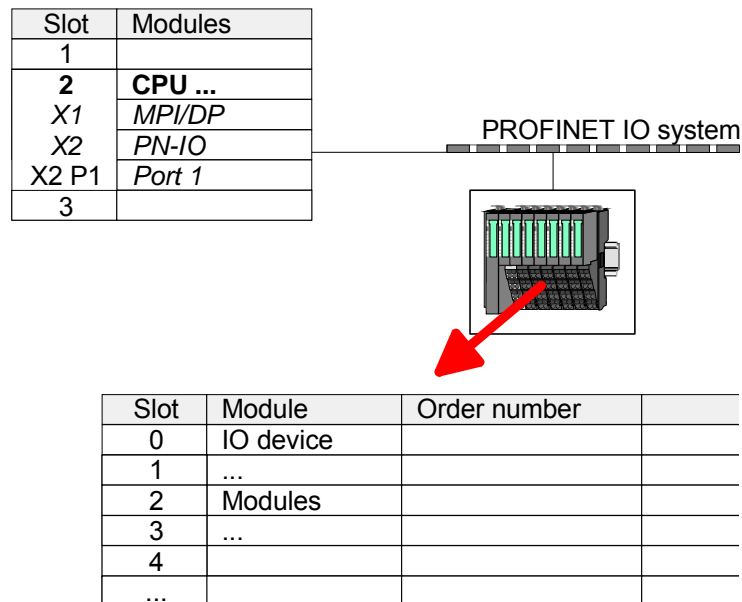 Slot Modules
1
2 CPU ...
X1 MPI/DP
X2 PN-IO
X2 P1 Port 1
3
PROFINET IO system
Slot Module Order number
0 IO device
1 ...
2 Modules
3 ...
4
...